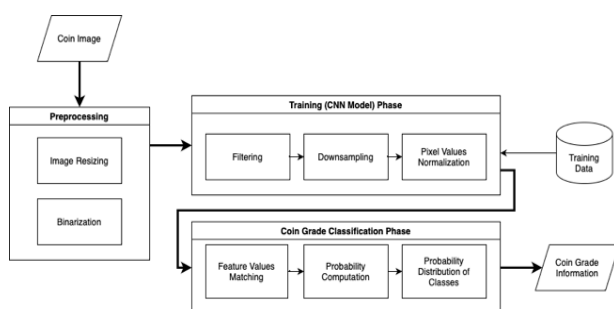 Coin Image
Preprocessing
Image Resizing
Binarization
Training (CNN Model) Phase
Filtering
Downsampling
Pixel Values
Normalization
Training
Data
Coin Grade Classification Phase
Feature Values
Matching
Probability
Computation
Probability
Distribution of
Classes
Coin Grade
Information